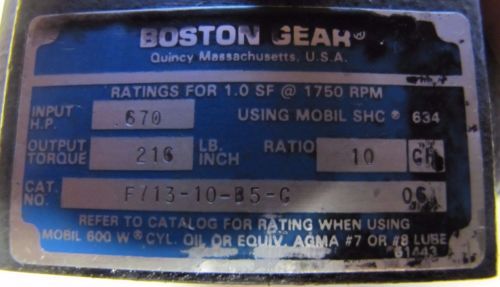 BOSTON GEAR®
Quincy Massachusetts, U.S.A.
RATINGS FOR 1.0 SF @ 1750 RPM
INPUT H.P. .670 USING MOBIL SHC® 634
OUTPUT TORQUE 216 LB. INCH RATIO 10
CAT. NO. F713-10-B5-G
REFER TO CATALOG FOR RATING WHEN USING
MOBIL 600 W® CYL. OIL OR EQUIV. AGMA #7 OR #8 LUBE
61443